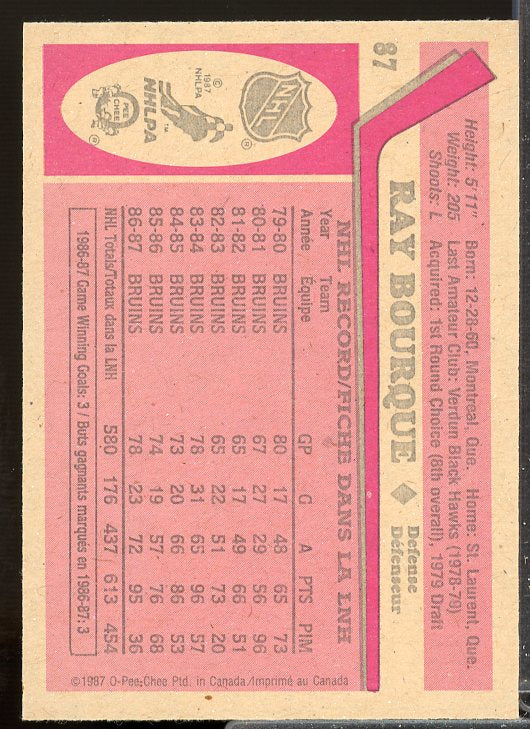 87
RAY BOURQUE
Defense
Défenseur
Height: 5'11" Born: 12-28-60, Montreal, Que. Home: St. Laurent, Que.
Weight: 205 Last Amateur Club: Verdun Black Hawks (1978-79)
Shoots: L Acquired: 1st Round Choice (8th overall), 1979 Draft
NHL
®
© 1987 NHLPA
NHLPA
TM
O PEE CHEE
®
NHL RECORD/FICHE DANS LA LNH
Year Team
Année Équipe GP G A PTS PIM
79-80 BRUINS 80 17 48 65 73
80-81 BRUINS 67 27 29 56 96
81-82 BRUINS 65 17 49 66 51
82-83 BRUINS 65 22 51 73 20
83-84 BRUINS 78 31 65 96 57
84-85 BRUINS 73 20 66 86 53
85-86 BRUINS 74 19 57 76 68
86-87 BRUINS 78 23 72 95 36
NHL Totals/Totaux dans la LNH 580 176 437 613 454
1986-87 Game Winning Goals: 3 / Buts gagnants marqués en 1986-87: 3
©1987 O-Pee-Chee Ptd. in Canada/Imprimé au Canada